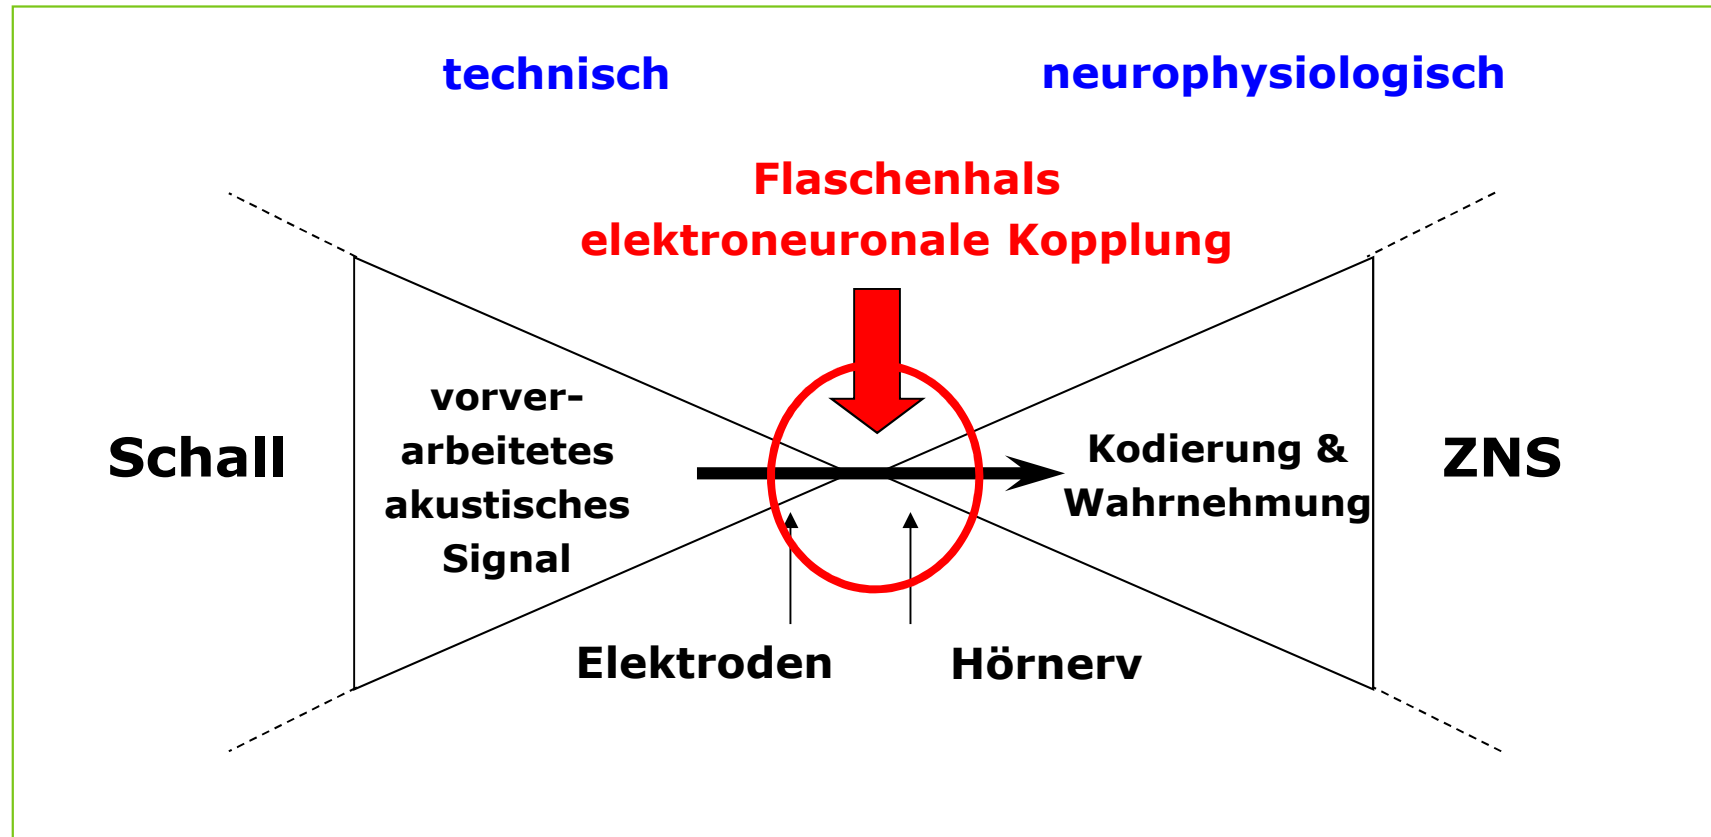 technisch
neurophysiologisch
Flaschenhals
elektroneuronale Kopplung
Schall
vorver-
arbeitetes
akustisches
Signal
Kodierung &
Wahrnehmung
ZNS
Elektroden
Hörnerv